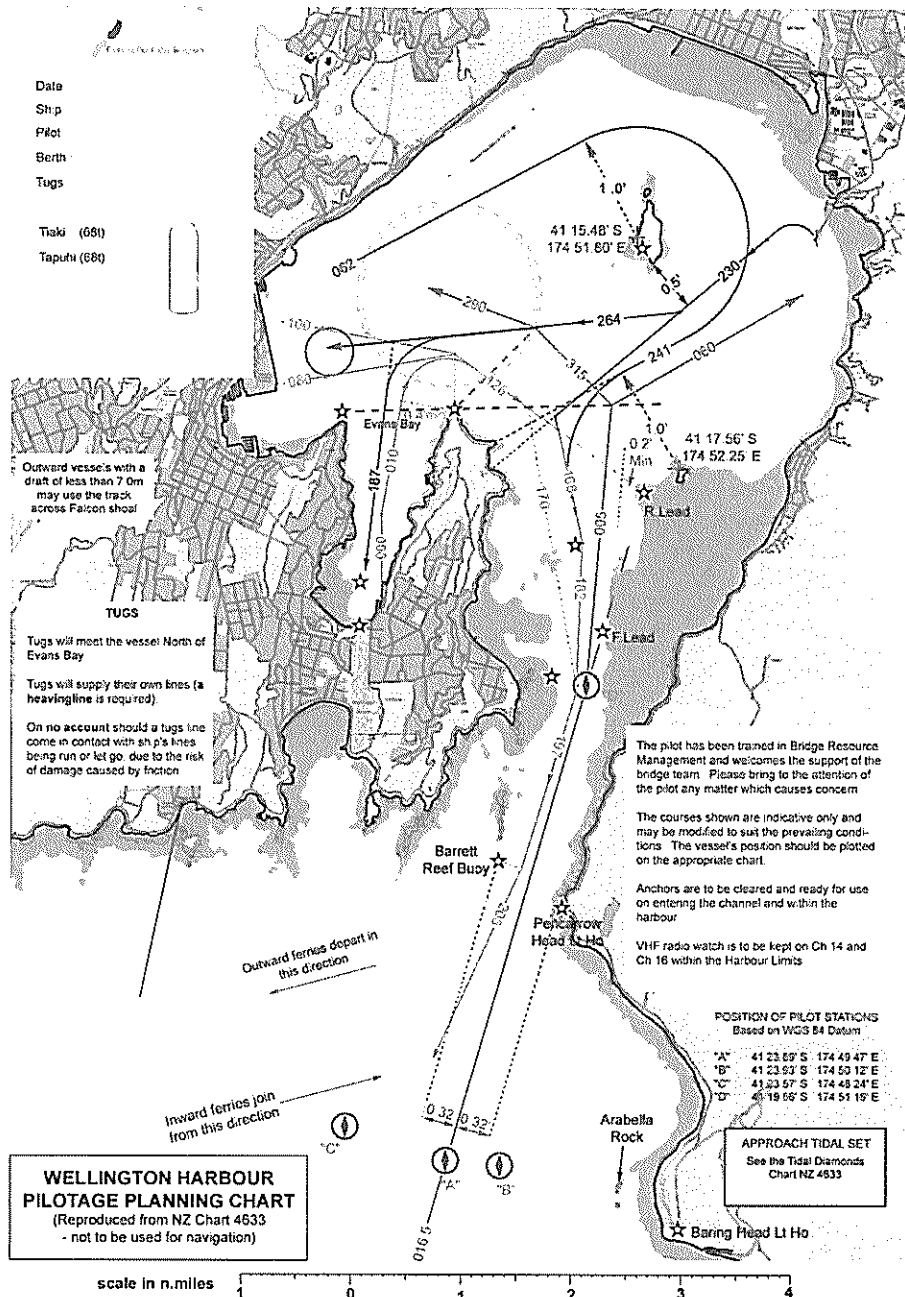 Date
Ship
Pilot
Berth
Tugs
Tiaki (68t)
Tapuhi (68t)
1.0'
41 15.48' S
174 51.60' E
0.5'
062
230
290
264
241
060
315
100
080
126
Evans Bay
1.0'
0.2'
Min
41 17.56' S
174 52.25' E
R.Lead
187
010
060
170
168
182
000
F.Lead
Outward vessels with a
draft of less than 7.0m
may use the track
across Falcon shoal
TUGS
Tugs will meet the vessel North of
Evans Bay
Tugs will supply their own lines (a
heavingline is required)
On no account should a tugs line
come in contact with ship's lines
being run or let go, due to the risk
of damage caused by friction
191
Barrett
Reef Buoy
Pencarrow
Head Lt Ho
The pilot has been trained in Bridge Resource
Management and welcomes the support of the
bridge team. Please bring to the attention of
the pilot any matter which causes concern
The courses shown are indicative only and
may be modified to suit the prevailing condi-
tions. The vessel's position should be plotted
on the appropriate chart.
Anchors are to be cleared and ready for use
on entering the channel and within the
harbour
VHF radio watch is to be kept on Ch 14 and
Ch 16 within the Harbour Limits
Outward ferries depart in
this direction
Inward ferries join
from this direction
POSITION OF PILOT STATIONS
Based on WGS 84 Datum
"A" 41 23.89' S 174 49.47' E
"B" 41 23.93' S 174 50.12' E
"C" 41 23.57' S 174 48.24' E
"D" 41 19.56' S 174 51.19' E
0.32 0.32
"C"
"A"
"B"
016.5
Arabella
Rock
APPROACH TIDAL SET
See the Tidal Diamonds
Chart NZ 4633
Baring Head Lt Ho
WELLINGTON HARBOUR
PILOTAGE PLANNING CHART
(Reproduced from NZ Chart 4633
- not to be used for navigation)
scale in n.miles
1 0 1 2 3 4